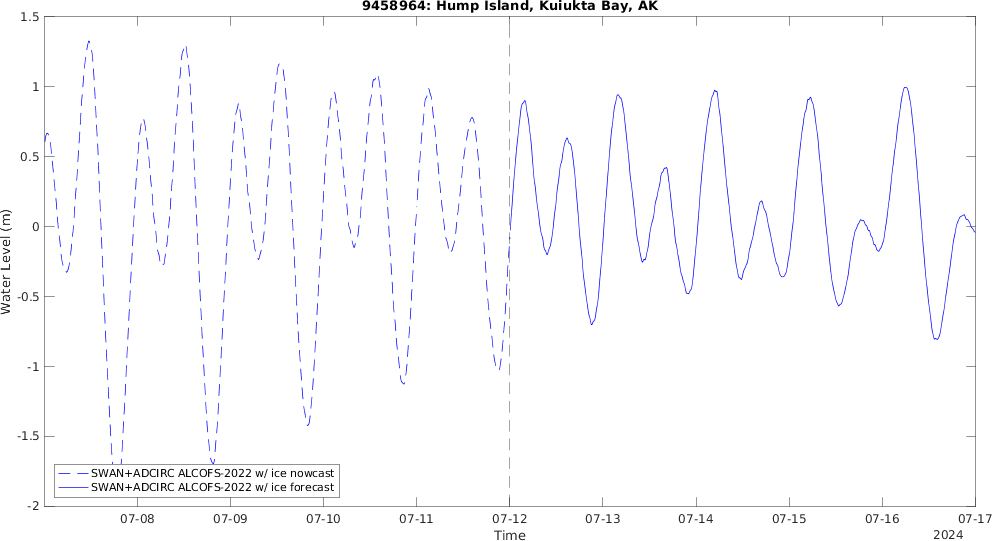 9458964: Hump Island, Kuiukta Bay, AK
1.5
1
0.5
0
-0.5
-1
-1.5
-2
Water Level (m)
SWAN+ADCIRC ALCOFS-2022 w/ ice nowcast
SWAN+ADCIRC ALCOFS-2022 w/ ice forecast
07-08 07-09 07-10 07-11 07-12 07-13 07-14 07-15 07-16 07-17
Time
2024